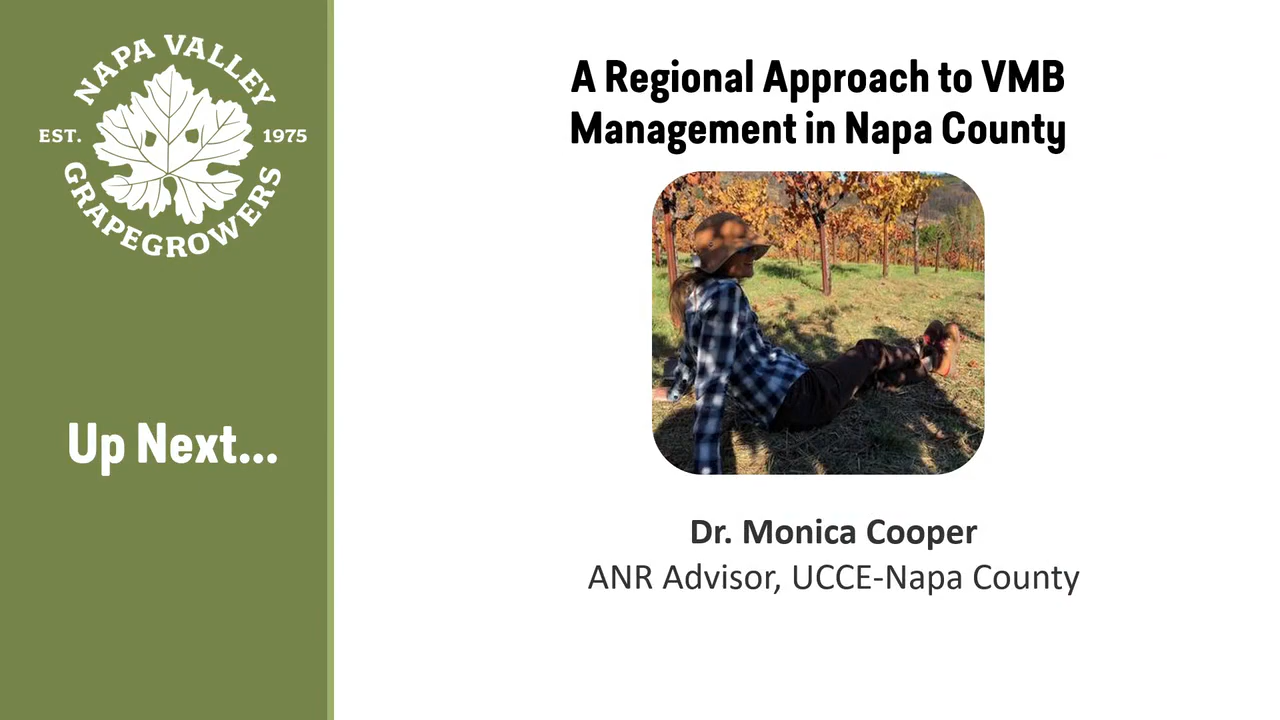 NAPA VALLEY
EST. 1975
GRAPEGROWERS
Up Next...
A Regional Approach to VMB
Management in Napa County
Dr. Monica Cooper
ANR Advisor, UCCE-Napa County